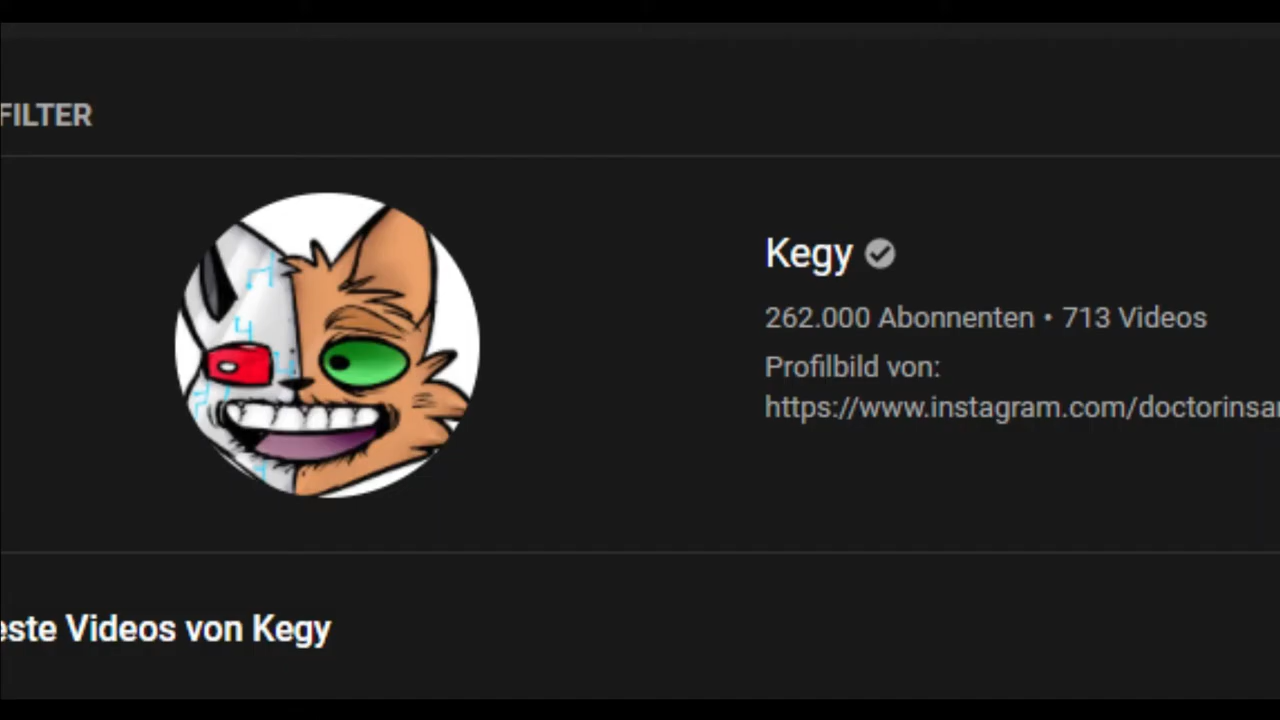 FILTER
Kegy
262.000 Abonnenten • 713 Videos
Profilbild von:
https://www.instagram.com/doctorinsa
este Videos von Kegy